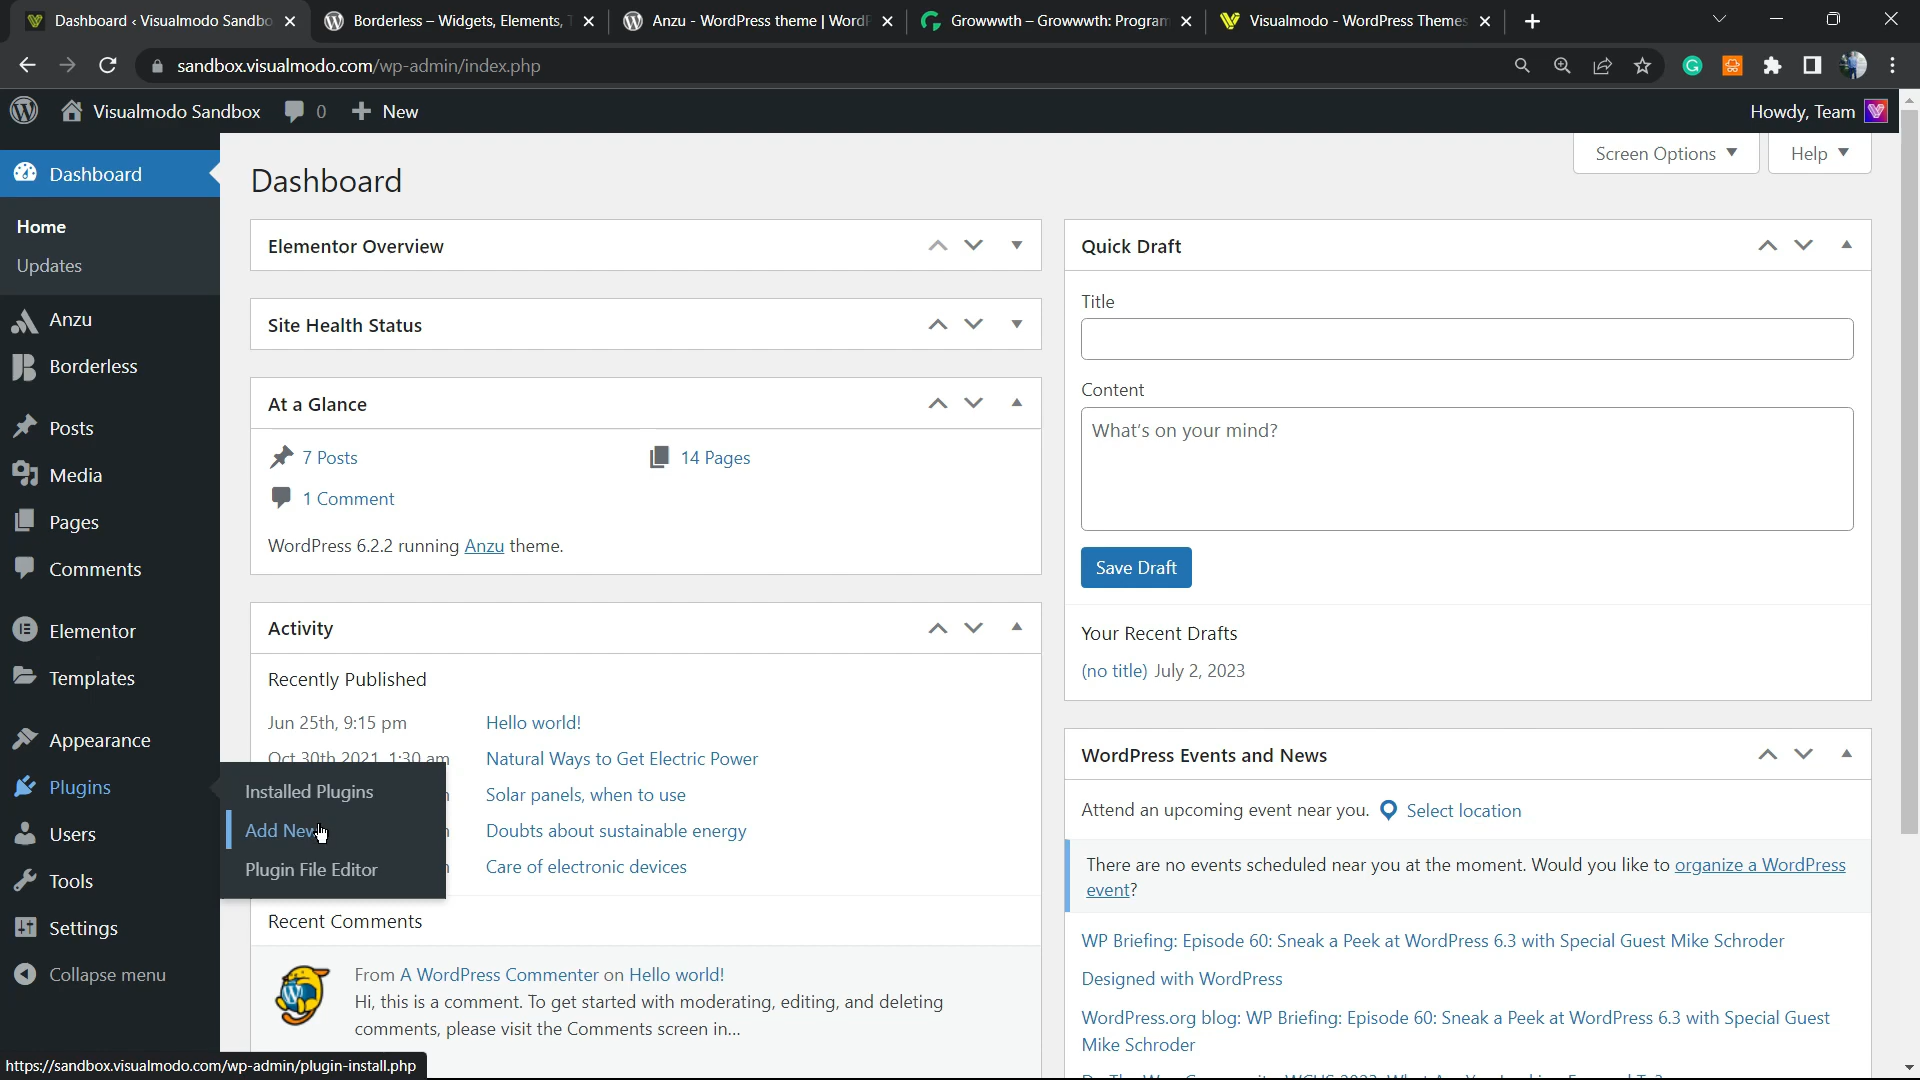 Dashboard ‹ Visualmodo Sandbo
Borderless – Widgets, Elements, T
Anzu - WordPress theme | WordP
Growwwth – Growwwth: Program
Visualmodo - WordPress Themes
sandbox.visualmodo.com/wp-admin/index.php
Visualmodo Sandbox 0 New
Howdy, Team
Screen Options
Help
Dashboard
Home
Updates
Anzu
Borderless
Posts
Media
Pages
Comments
Elementor
Templates
Appearance
Plugins
Users
Tools
Settings
Collapse menu
Installed Plugins
Add New
Plugin File Editor
Dashboard
Elementor Overview
Site Health Status
At a Glance
7 Posts
14 Pages
1 Comment
WordPress 6.2.2 running Anzu theme.
Activity
Recently Published
Jun 25th, 9:15 pm Hello world!
Oct 30th 2021, 1:30 am Natural Ways to Get Electric Power
Solar panels, when to use
Doubts about sustainable energy
Care of electronic devices
Recent Comments
From A WordPress Commenter on Hello world!
Hi, this is a comment. To get started with moderating, editing, and deleting
comments, please visit the Comments screen in...
Quick Draft
Title
Content
What's on your mind?
Save Draft
Your Recent Drafts
(no title) July 2, 2023
WordPress Events and News
Attend an upcoming event near you. Select location
There are no events scheduled near you at the moment. Would you like to organize a WordPress
event?
WP Briefing: Episode 60: Sneak a Peek at WordPress 6.3 with Special Guest Mike Schroder
Designed with WordPress
WordPress.org blog: WP Briefing: Episode 60: Sneak a Peek at WordPress 6.3 with Special Guest
Mike Schroder
https://sandbox.visualmodo.com/wp-admin/plugin-install.php